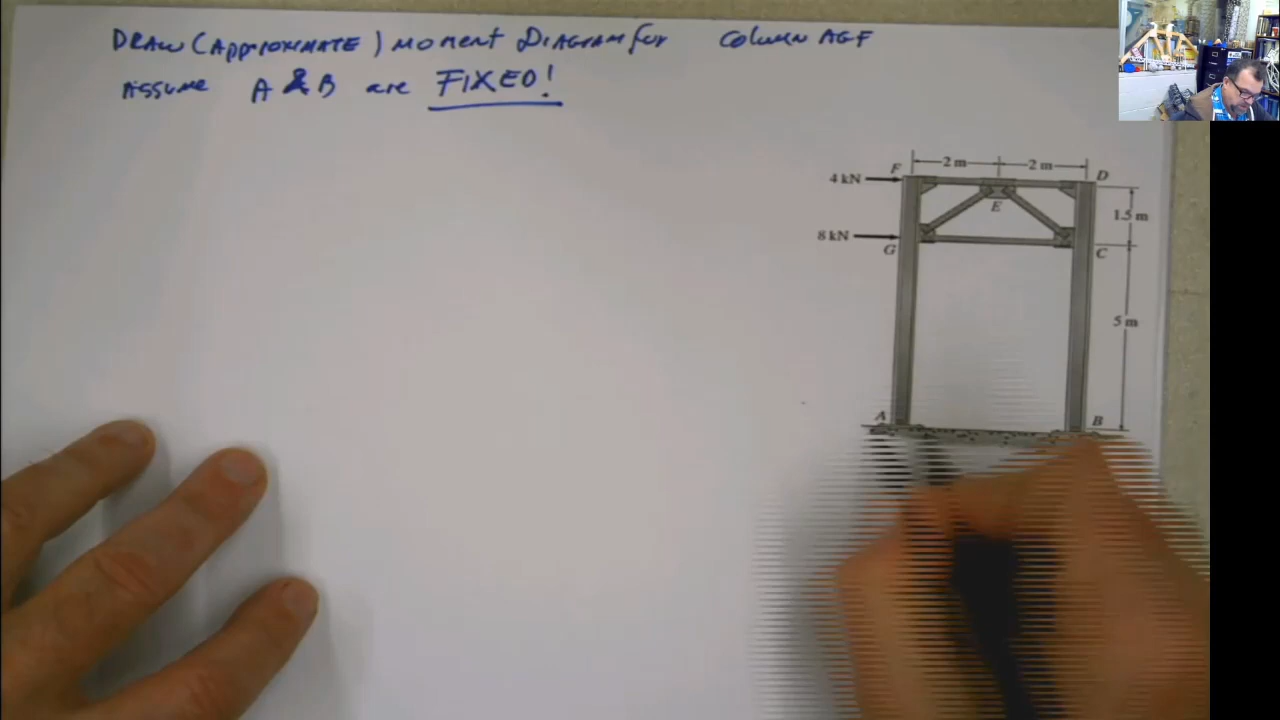 DRAW (APPROXIMATE) MOMENT DIAGRAM for COLUMN AGF
ASSUME A & B are FIXED!
2 m 2 m
F D
4 kN
E
1.5 m
8 kN
G C
5 m
A B